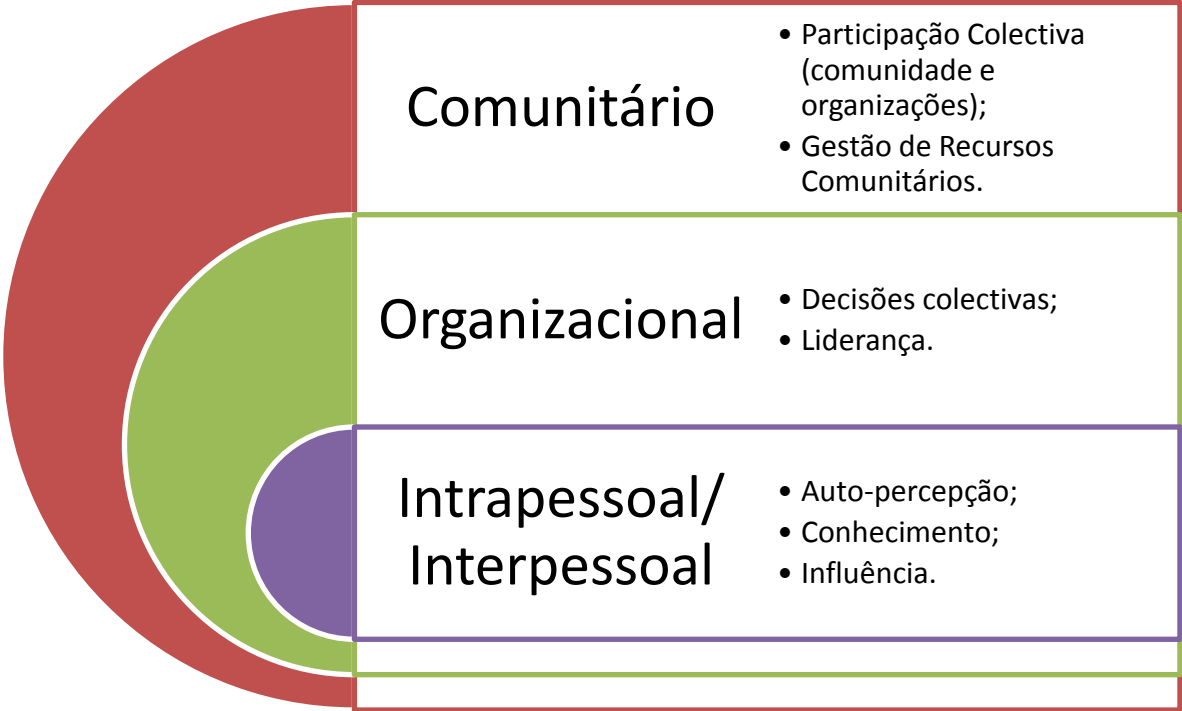 Comunitário
• Participação Colectiva
(comunidade e
organizações);
• Gestão de Recursos
Comunitários.
Organizacional
• Decisões colectivas;
• Liderança.
Intrapessoal/
Interpessoal
• Auto-percepção;
• Conhecimento;
• Influência.